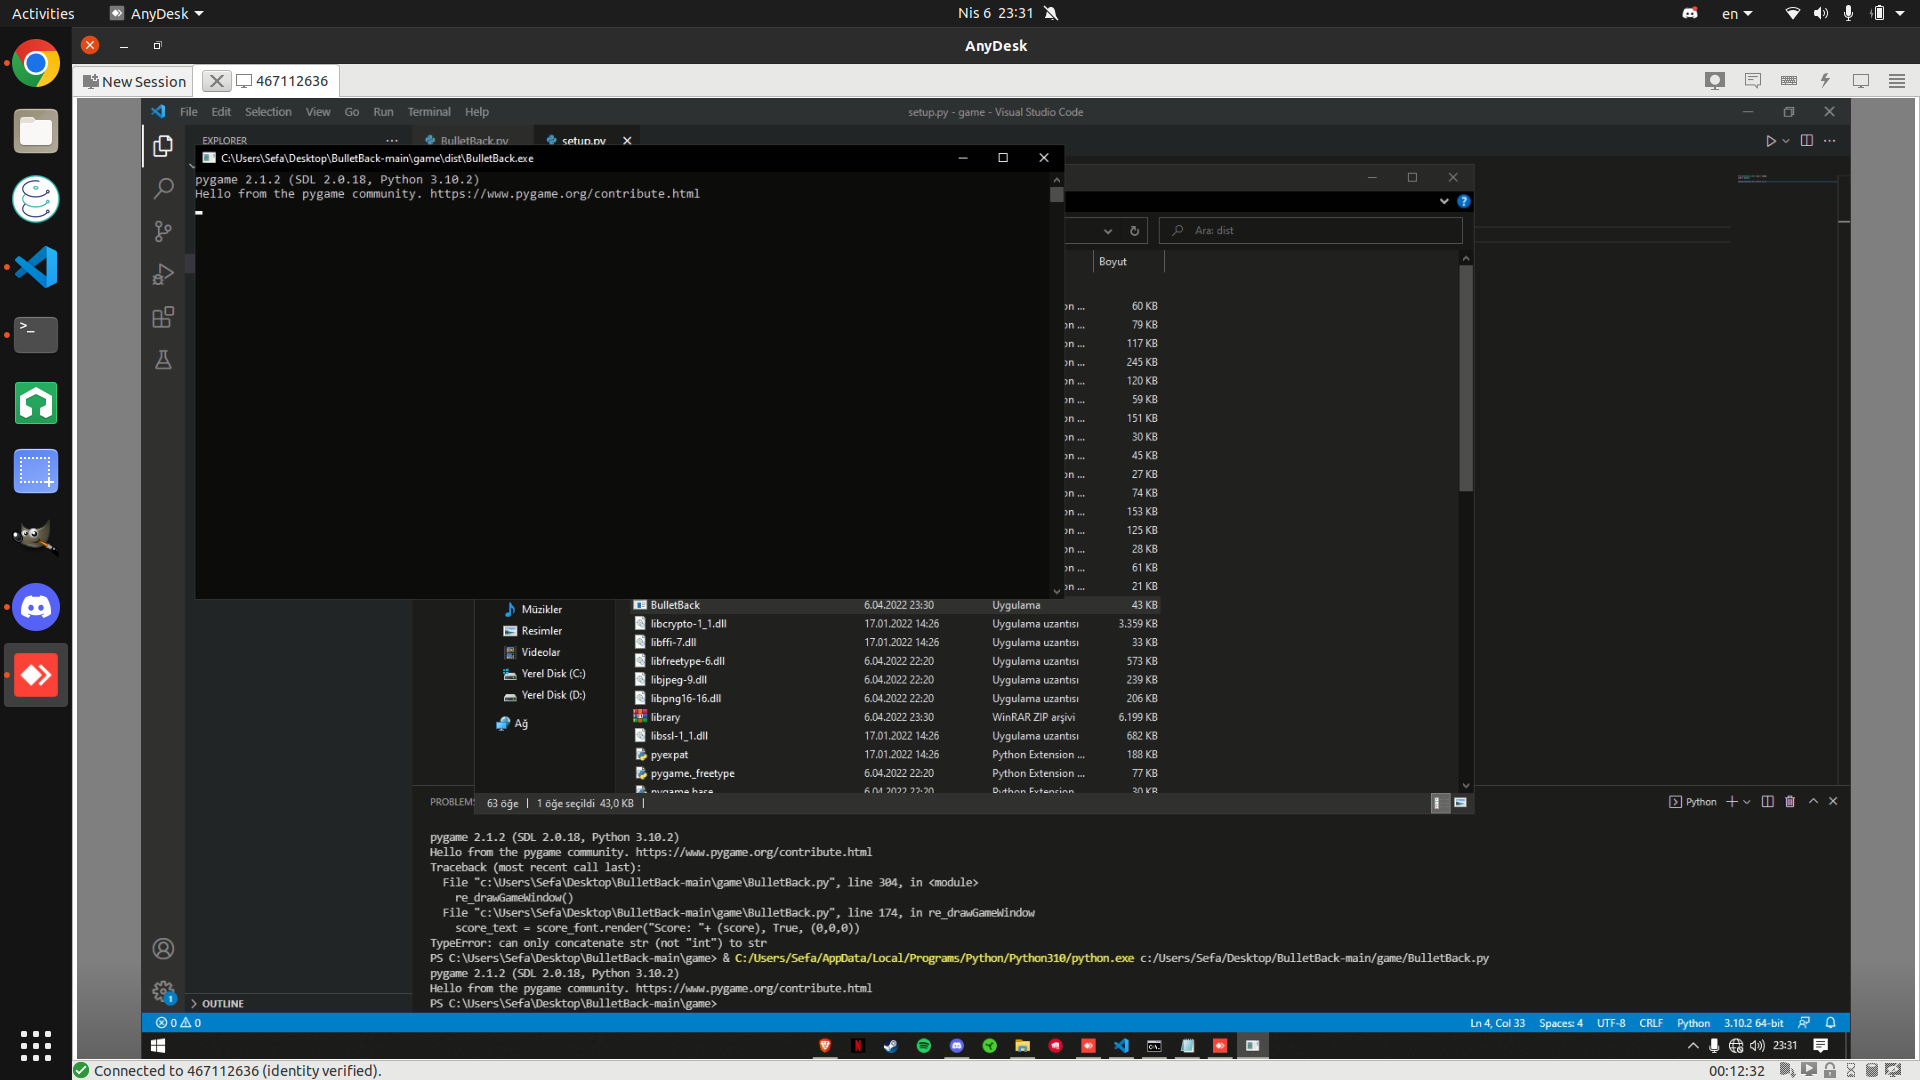 Activities
AnyDesk
Nis 6 23:31
en
AnyDesk
New Session
467112636
File Edit Selection View Go Run Terminal Help
setup.py - game - Visual Studio Code
EXPLORER
BulletBack.py
setup.py
C:\Users\Sefa\Desktop\BulletBack-main\game\dist\BulletBack.exe
pygame 2.1.2 (SDL 2.0.18, Python 3.10.2)
Hello from the pygame community. https://www.pygame.org/contribute.html
Ara: dist
Boyut
on ... 60 KB
on ... 79 KB
on ... 117 KB
on ... 245 KB
on ... 120 KB
on ... 59 KB
on ... 151 KB
on ... 30 KB
on ... 45 KB
on ... 27 KB
on ... 74 KB
on ... 153 KB
on ... 125 KB
on ... 28 KB
on ... 61 KB
on ... 21 KB
Müzikler
Resimler
Videolar
Yerel Disk (C:)
Yerel Disk (D:)
Ağ
BulletBack 6.04.2022 23:30 Uygulama 43 KB
libcrypto-1_1.dll 17.01.2022 14:26 Uygulama uzantısı 3.359 KB
libffi-7.dll 17.01.2022 14:26 Uygulama uzantısı 33 KB
libfreetype-6.dll 6.04.2022 22:20 Uygulama uzantısı 573 KB
libjpeg-9.dll 6.04.2022 22:20 Uygulama uzantısı 239 KB
libpng16-16.dll 6.04.2022 22:20 Uygulama uzantısı 206 KB
library 6.04.2022 23:30 WinRAR ZIP arşivi 6.199 KB
libssl-1_1.dll 17.01.2022 14:26 Uygulama uzantısı 682 KB
pyexpat 17.01.2022 14:26 Python Extension ... 188 KB
pygame._freetype 6.04.2022 22:20 Python Extension ... 77 KB
pygame.base 6.04.2022 22:20 Python Extension 30 KB
63 öğe 1 öğe seçildi 43,0 KB
PROBLEMS
Python
pygame 2.1.2 (SDL 2.0.18, Python 3.10.2)
Hello from the pygame community. https://www.pygame.org/contribute.html
Traceback (most recent call last):
File "c:\Users\Sefa\Desktop\BulletBack-main\game\BulletBack.py", line 304, in <module>
re_drawGameWindow()
File "c:\Users\Sefa\Desktop\BulletBack-main\game\BulletBack.py", line 174, in re_drawGameWindow
score_text = score_font.render("Score: "+ (score), True, (0,0,0))
TypeError: can only concatenate str (not "int") to str
PS C:\Users\Sefa\Desktop\BulletBack-main\game> & C:/Users/Sefa/AppData/Local/Programs/Python/Python310/python.exe c:/Users/Sefa/Desktop/BulletBack-main/game/BulletBack.py
pygame 2.1.2 (SDL 2.0.18, Python 3.10.2)
Hello from the pygame community. https://www.pygame.org/contribute.html
PS C:\Users\Sefa\Desktop\BulletBack-main\game>
OUTLINE
0 0
Ln 4, Col 33 Spaces: 4 UTF-8 CRLF Python 3.10.2 64-bit
23:31
Connected to 467112636 (identity verified).
00:12:32